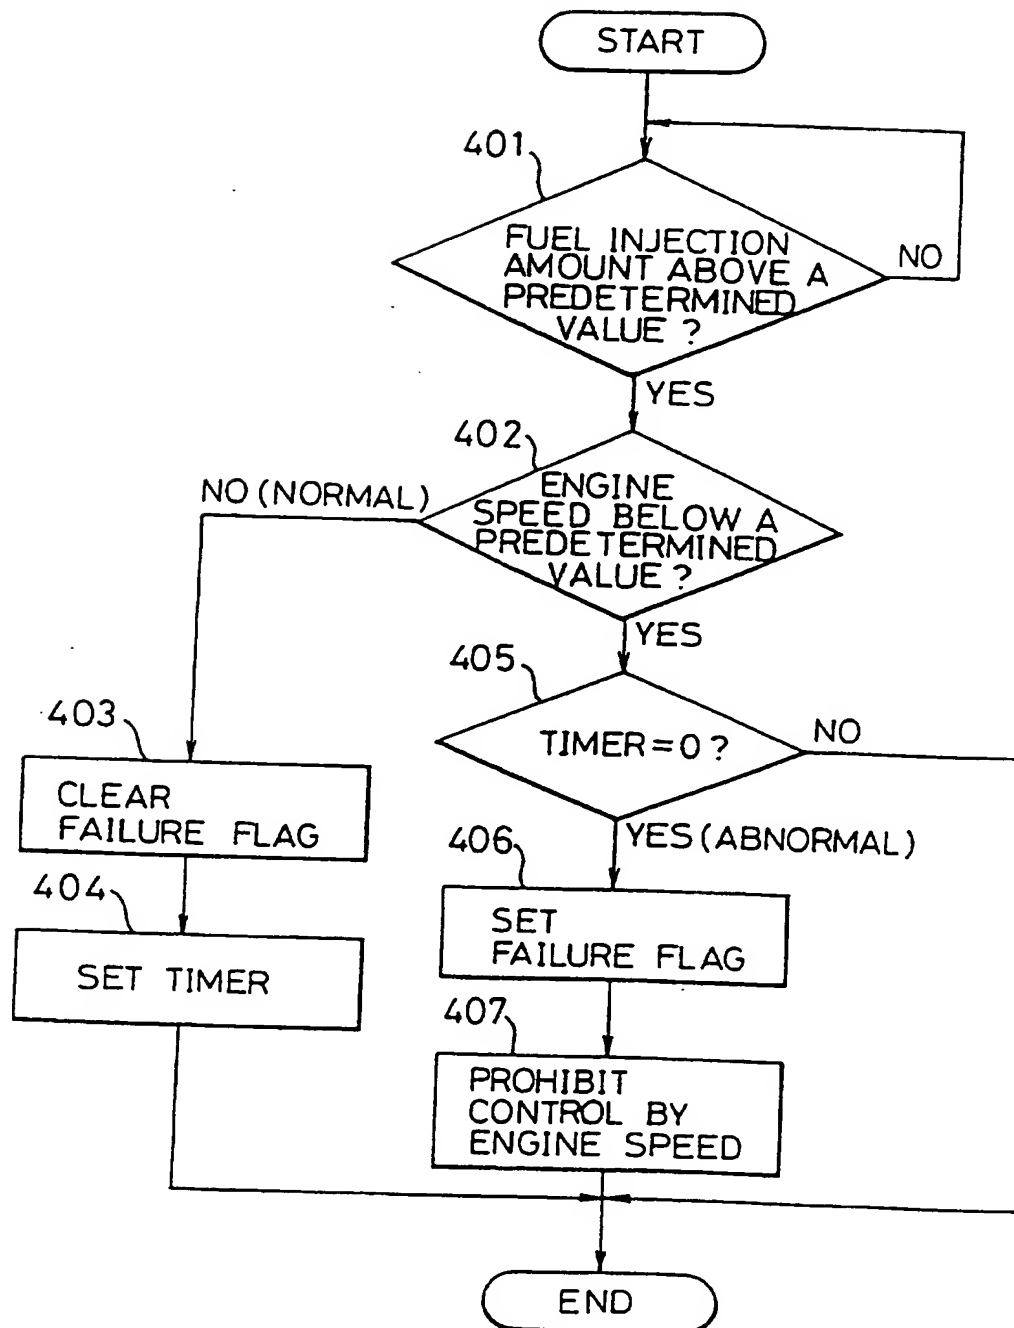 START
401
FUEL INJECTION
AMOUNT ABOVE A
PREDETERMINED
VALUE ?
NO
YES
402
NO (NORMAL)
ENGINE
SPEED BELOW A
PREDETERMINED
VALUE ?
YES
405
TIMER = 0 ?
NO
403
CLEAR
FAILURE FLAG
YES (ABNORMAL)
406
404
SET
FAILURE FLAG
SET TIMER
407
PROHIBIT
CONTROL BY
ENGINE SPEED
END